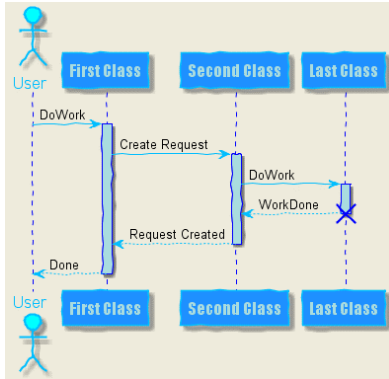 User
First Class
Second Class
Last Class
DoWork
Create Request
DoWork
WorkDone
Request Created
Done
User
First Class
Second Class
Last Class